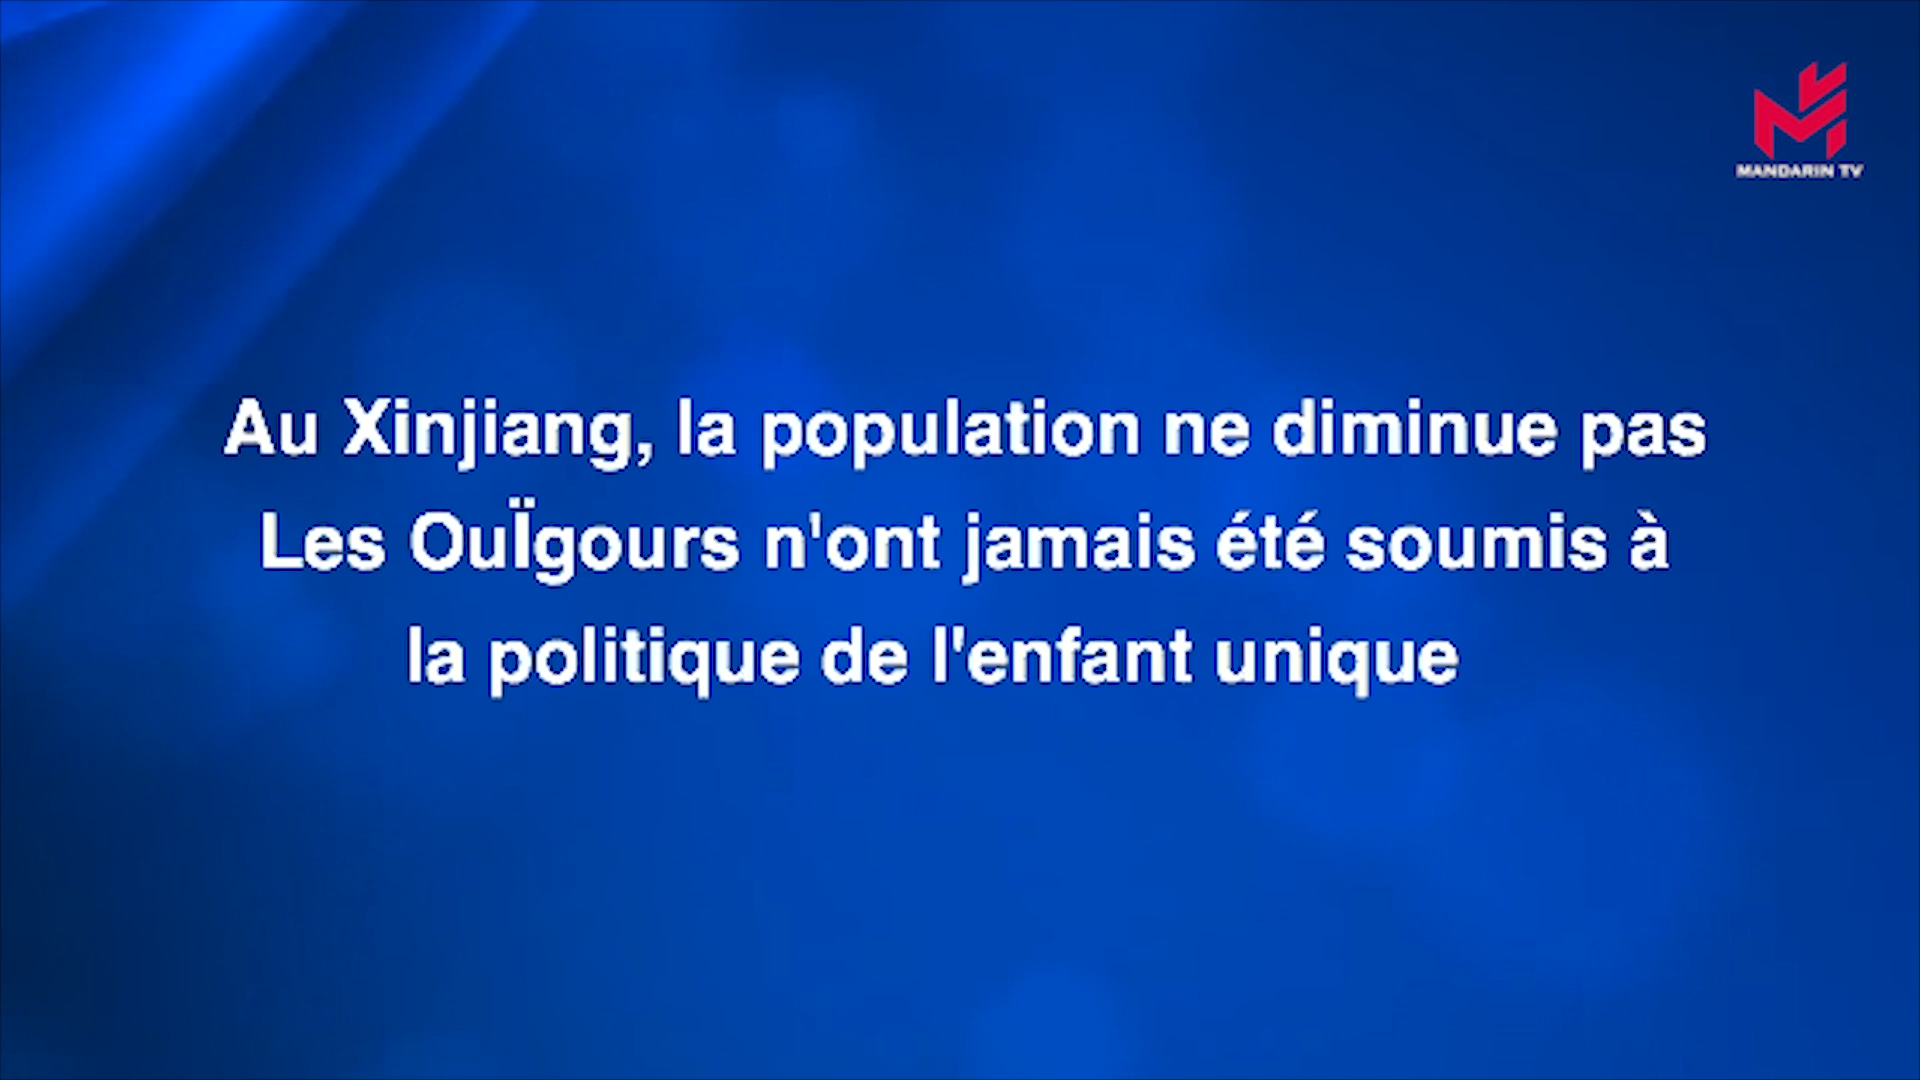 MANDARIN TV
Au Xinjiang, la population ne diminue pas
Les OuÏgours n'ont jamais été soumis à
la politique de l'enfant unique